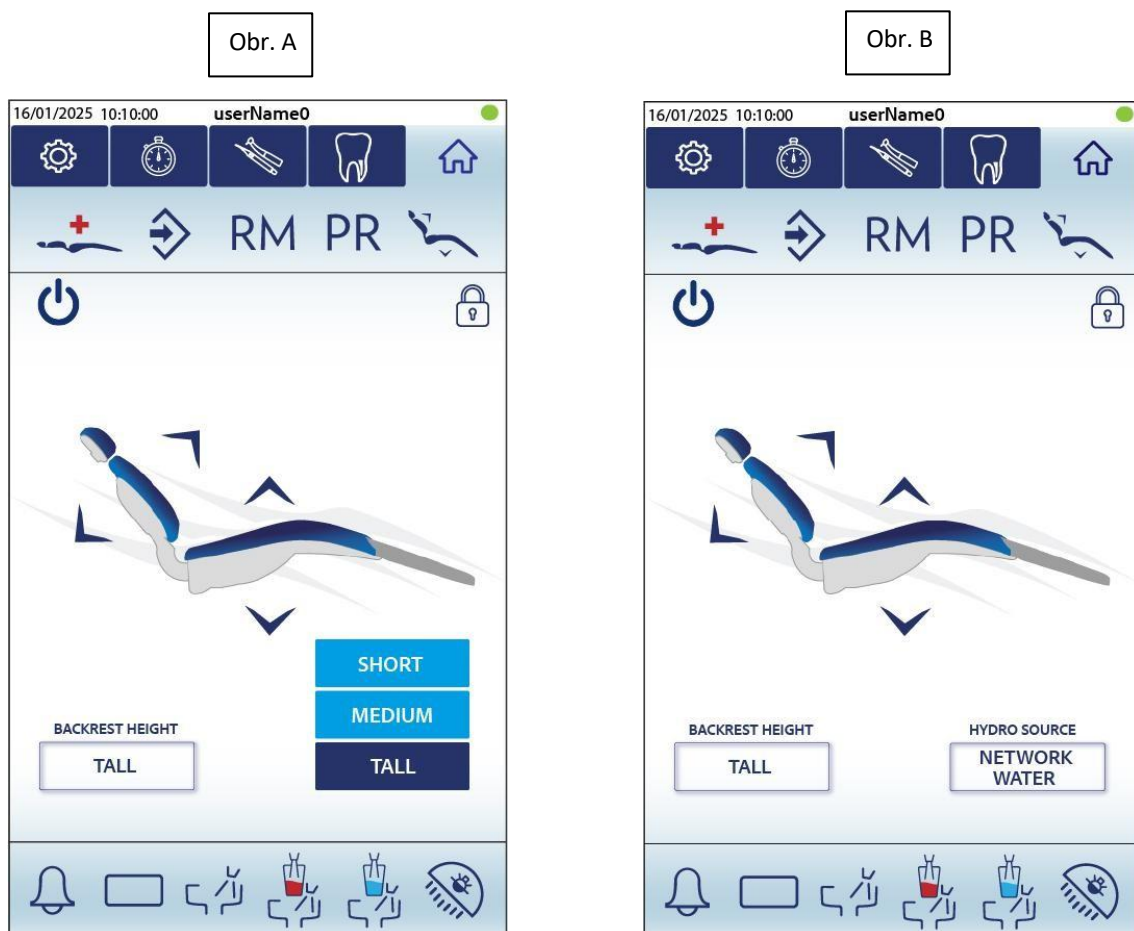 Obr. A
16/01/2025 10:10:00 userName0
RM PR
SHORT
MEDIUM
BACKREST HEIGHT
TALL
TALL
Obr. B
16/01/2025 10:10:00 userName0
RM PR
BACKREST HEIGHT
TALL
HYDRO SOURCE
NETWORK
WATER